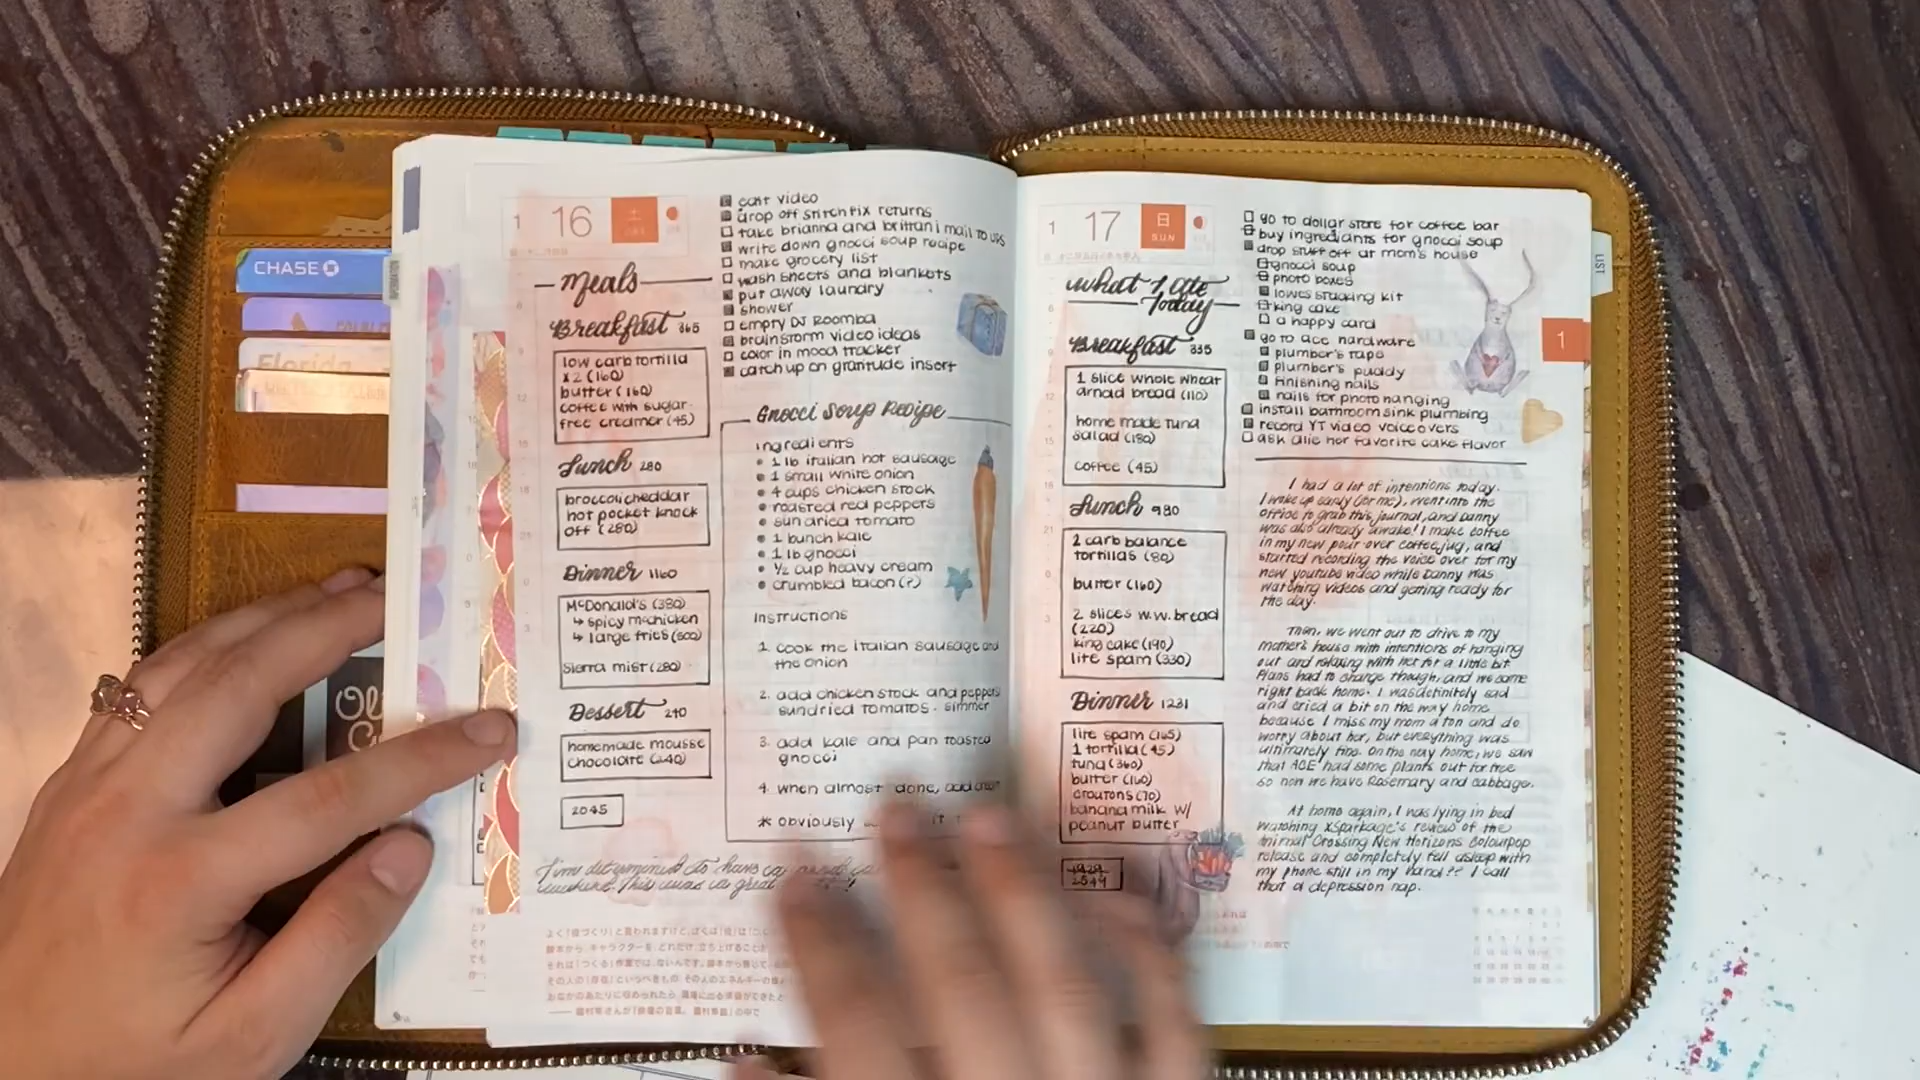 CHASE
Florida
1 16 土
edit video
drop off stitchfix returns
take brianna and brittani mail to UPS
write down gnocci soup recipe
make grocery list
wash sheets and blankets
put away laundry
shower
empty DJ Roomba
brainstorm video ideas
color in mood tracker
catch up on gratitude insert
Meals
Breakfast 365
low carb tortilla
x2 (160)
butter (160)
coffee with sugar-
free creamer (45)
Lunch 280
broccoli cheddar
hot pocket knock
off (280)
Dinner 1160
McDonald's (380)
↳ spicy mcchicken
↳ large fries (500)
Sierra mist (280)
Dessert 240
homemade mousse
chocolate (240)
2045
Gnocci Soup Recipe
ingredients
• 1 lb italian hot sausage
• 1 small white onion
• 4 cups chicken stock
• roasted red peppers
• sun dried tomato
• 1 bunch kale
• 1 lb gnocci
• ½ cup heavy cream
• crumbled bacon (?)
Instructions
1. cook the italian sausage and
the onion
2. add chicken stock and peppers
sundried tomatos. simmer
3. add kale and pan toasted
gnocci
4. when almost done, add
* obviously it
I'm determined to have a good
This was a great
1 17 日
SUN
go to dollar store for coffee bar
buy ingrediants for gnocci soup
drop stuff off at mom's house
gnocci soup
photo boxes
lowes staking kit
king cake
a happy card
go to ace hardware
plumber's tape
plumber's puddy
finishing nails
nails for photo hanging
install bathroom sink plumbing
record YT video voiceovers
ask alie her favorite cake flavor
What I Ate
Today
Breakfast 335
1 slice whole wheat
arnold bread (110)
home made tuna
salad (180)
coffee (45)
Lunch 980
2 carb balance
tortillas (80)
butter (160)
2 slices w.w. bread
(220)
king cake (190)
lite spam (330)
Dinner 1231
lite spam (165)
1 tortilla (45)
tuna (360)
butter (160)
croutons (70)
banana milk w/
peanut butter
2549
I had a lot of intentions today.
I woke up early (for me), went into the
office to grab this journal, and Danny
was also already awake! I make coffee
in my new pour-over coffee jug, and
started recording the voice over for my
new youtube video while Danny was
watching videos and getting ready for
the day.
Then, we went out to drive to my
mother's house with intentions of hanging
out and relaxing with her for a little bit.
Plans had to change though, and we came
right back home. I was definitely sad
and cried a bit on the way home
because I miss my mom a ton and do
worry about her, but everything was
ultimately fine. On the way home, we saw
that ACE had some plants out for free
so now we have Rosemary and cabbage.
At home again, I was lying in bed
watching xSparkage's review of the
Animal Crossing New Horizons Colourpop
release and completely fell asleep with
my phone still in my hand?? I call
that a depression nap.
LIST
1